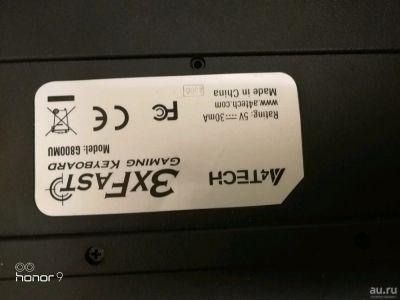 A4TECH
3xFAST
GAMING KEYBOARD
Model: G800MU
Rating: 5V 30mA
www.a4tech.com
Made in China
FC CE
honor 9
au.ru